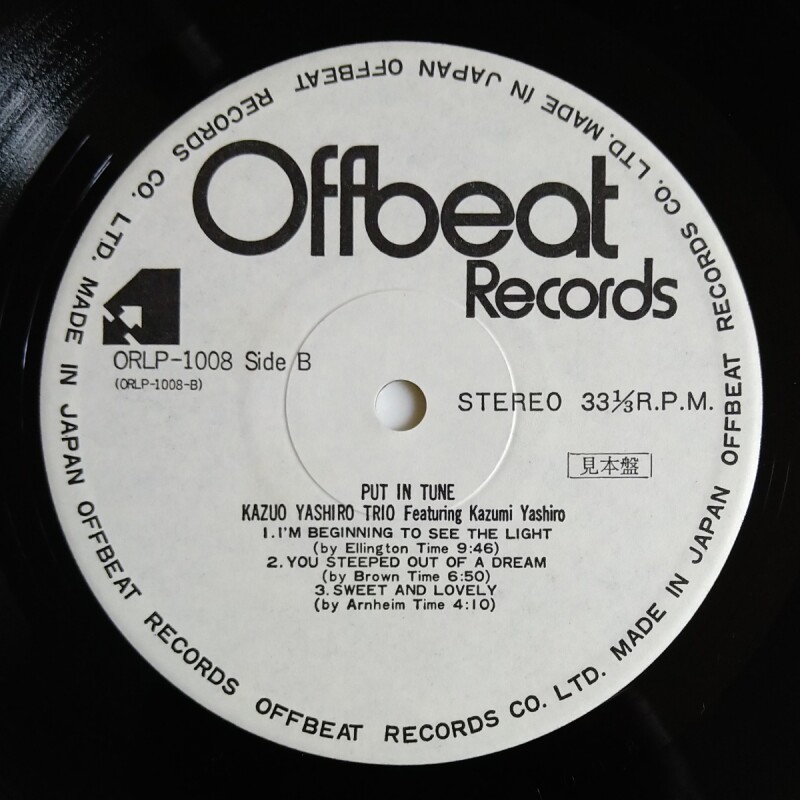 Offbeat
Records
ORLP-1008 Side B
(ORLP-1008-B)
STEREO 33⅓R.P.M.
見本盤
PUT IN TUNE
KAZUO YASHIRO TRIO Featuring Kazumi Yashiro
1.I'M BEGINNING TO SEE THE LIGHT
(by Ellington Time 9:46)
2.YOU STEEPED OUT OF A DREAM
(by Brown Time 6:50)
3.SWEET AND LOVELY
(by Arnheim Time 4:10)
OFFBEAT RECORDS CO. LTD. MADE IN JAPAN OFFBEAT RECORDS CO. LTD. MADE IN JAPAN OFFBEAT RECORDS CO. LTD. MADE IN JAPAN OFFBEAT RECORDS